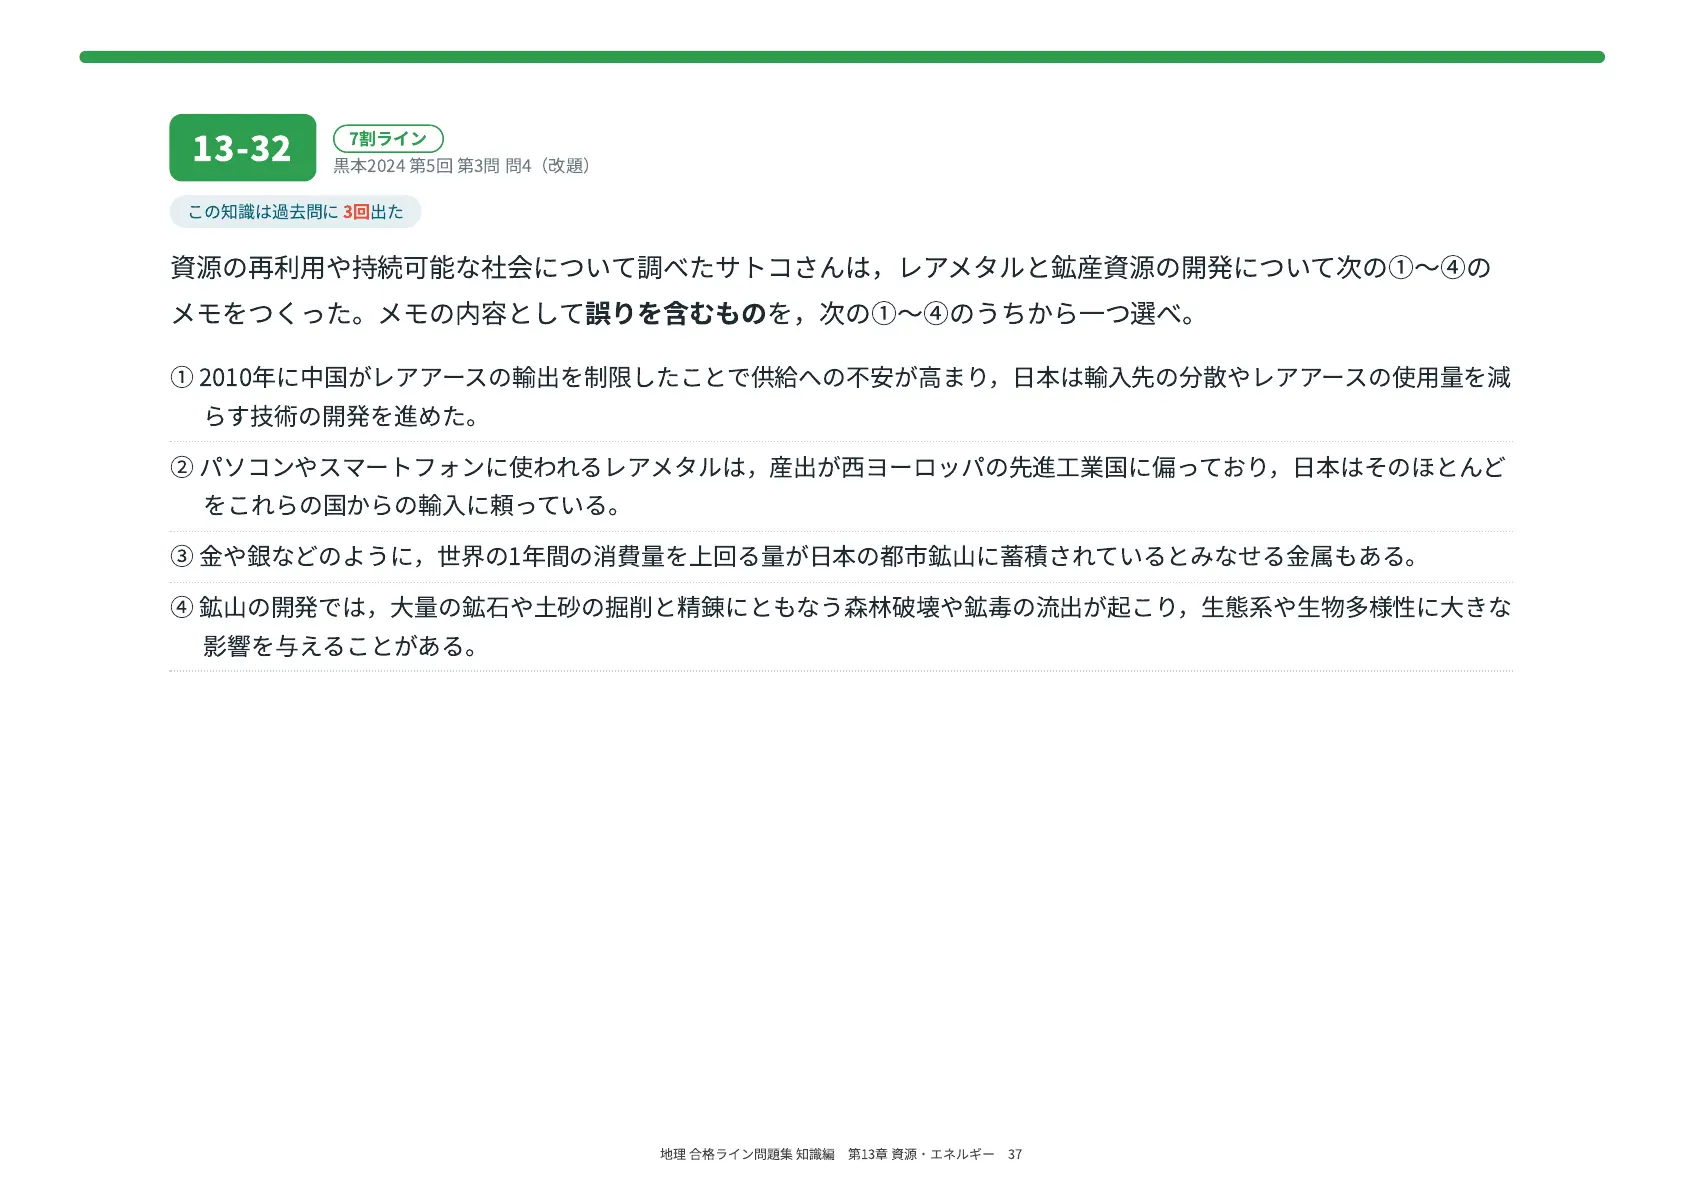 13-32
7割ライン
黒本2024 第5回 第3問 問4（改題）
この知識は過去問に 3回出た
資源の再利用や持続可能な社会について調べたサトコさんは，レアメタルと鉱産資源の開発について次の①〜④の
メモをつくった。メモの内容として誤りを含むものを，次の①〜④のうちから一つ選べ。
① 2010年に中国がレアアースの輸出を制限したことで供給への不安が高まり，日本は輸入先の分散やレアアースの使用量を減
らす技術の開発を進めた。
② パソコンやスマートフォンに使われるレアメタルは，産出が西ヨーロッパの先進工業国に偏っており，日本はそのほとんど
をこれらの国からの輸入に頼っている。
③ 金や銀などのように，世界の1年間の消費量を上回る量が日本の都市鉱山に蓄積されているとみなせる金属もある。
④ 鉱山の開発では，大量の鉱石や土砂の掘削と精錬にともなう森林破壊や鉱毒の流出が起こり，生態系や生物多様性に大きな
影響を与えることがある。
地理 合格ライン問題集 知識編　第13章 資源・エネルギー　37